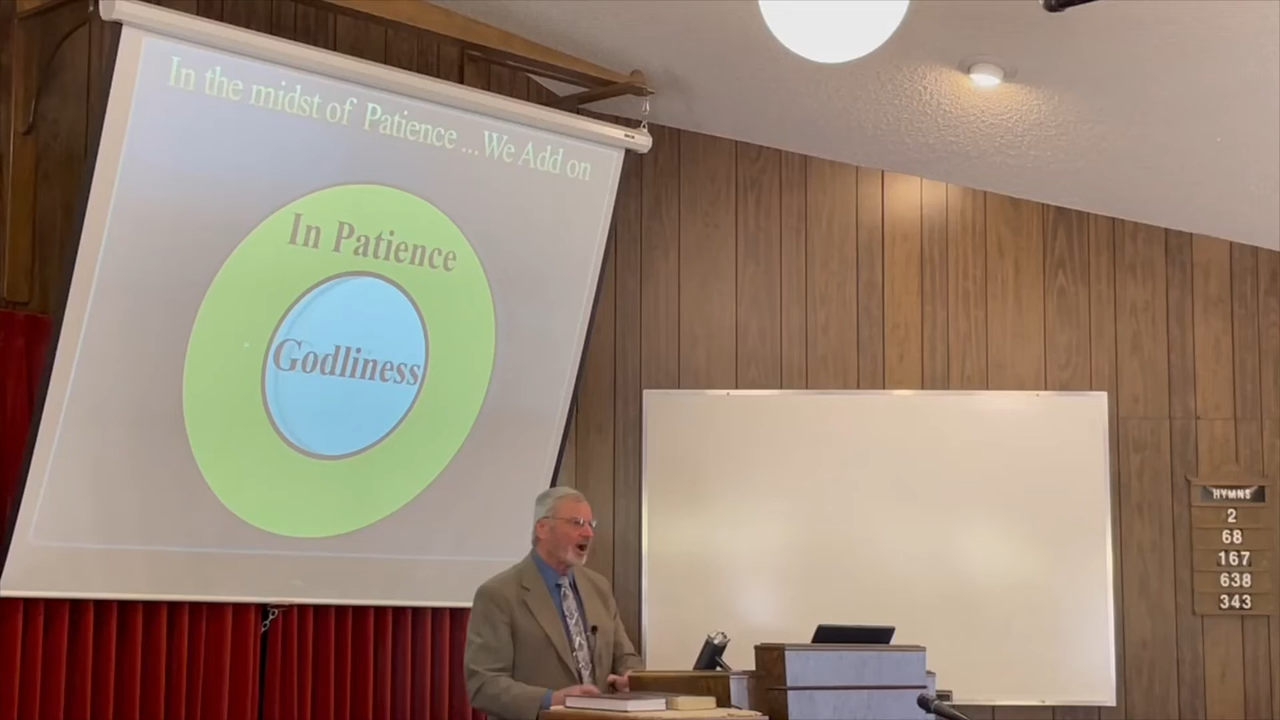 In the midst of Patience ... We Add on
In Patience
Godliness
HYMNS
2
68
167
638
343